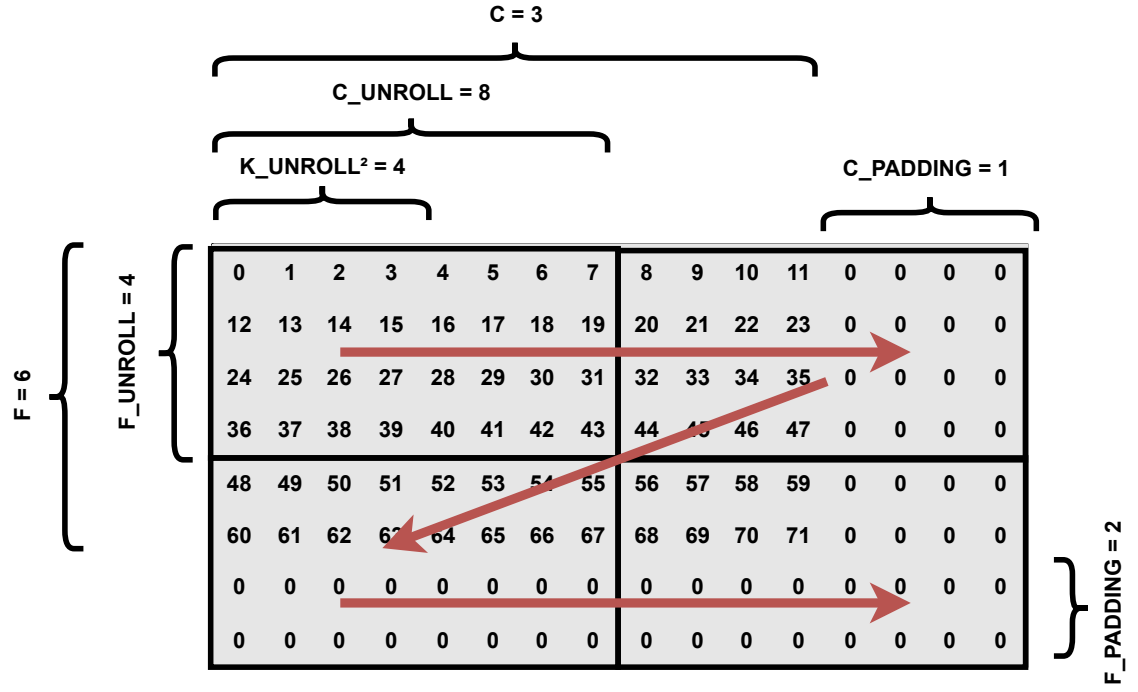 C = 3
C_UNROLL = 8
K_UNROLL² = 4
C_PADDING = 1
F = 6
F_UNROLL = 4
0 1 2 3 4 5 6 7 8 9 10 11 0 0 0 0
12 13 14 15 16 17 18 19 20 21 22 23 0 0 0 0
24 25 26 27 28 29 30 31 32 33 34 35 0 0 0 0
36 37 38 39 40 41 42 43 44 45 46 47 0 0 0 0
48 49 50 51 52 53 54 55 56 57 58 59 0 0 0 0
60 61 62 63 64 65 66 67 68 69 70 71 0 0 0 0
0 0 0 0 0 0 0 0 0 0 0 0 0 0 0 0
0 0 0 0 0 0 0 0 0 0 0 0 0 0 0 0
F_PADDING = 2